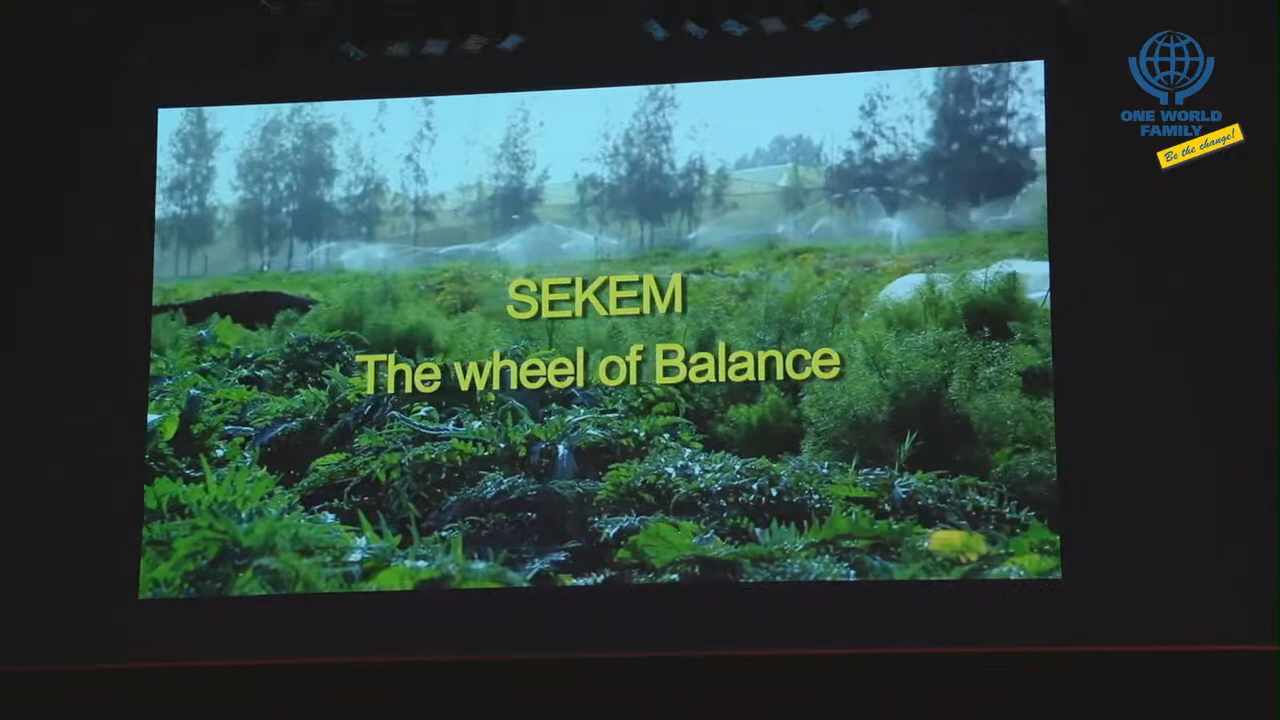 SEKEM
The wheel of Balance
ONE WORLD
FAMILY
Be the change!